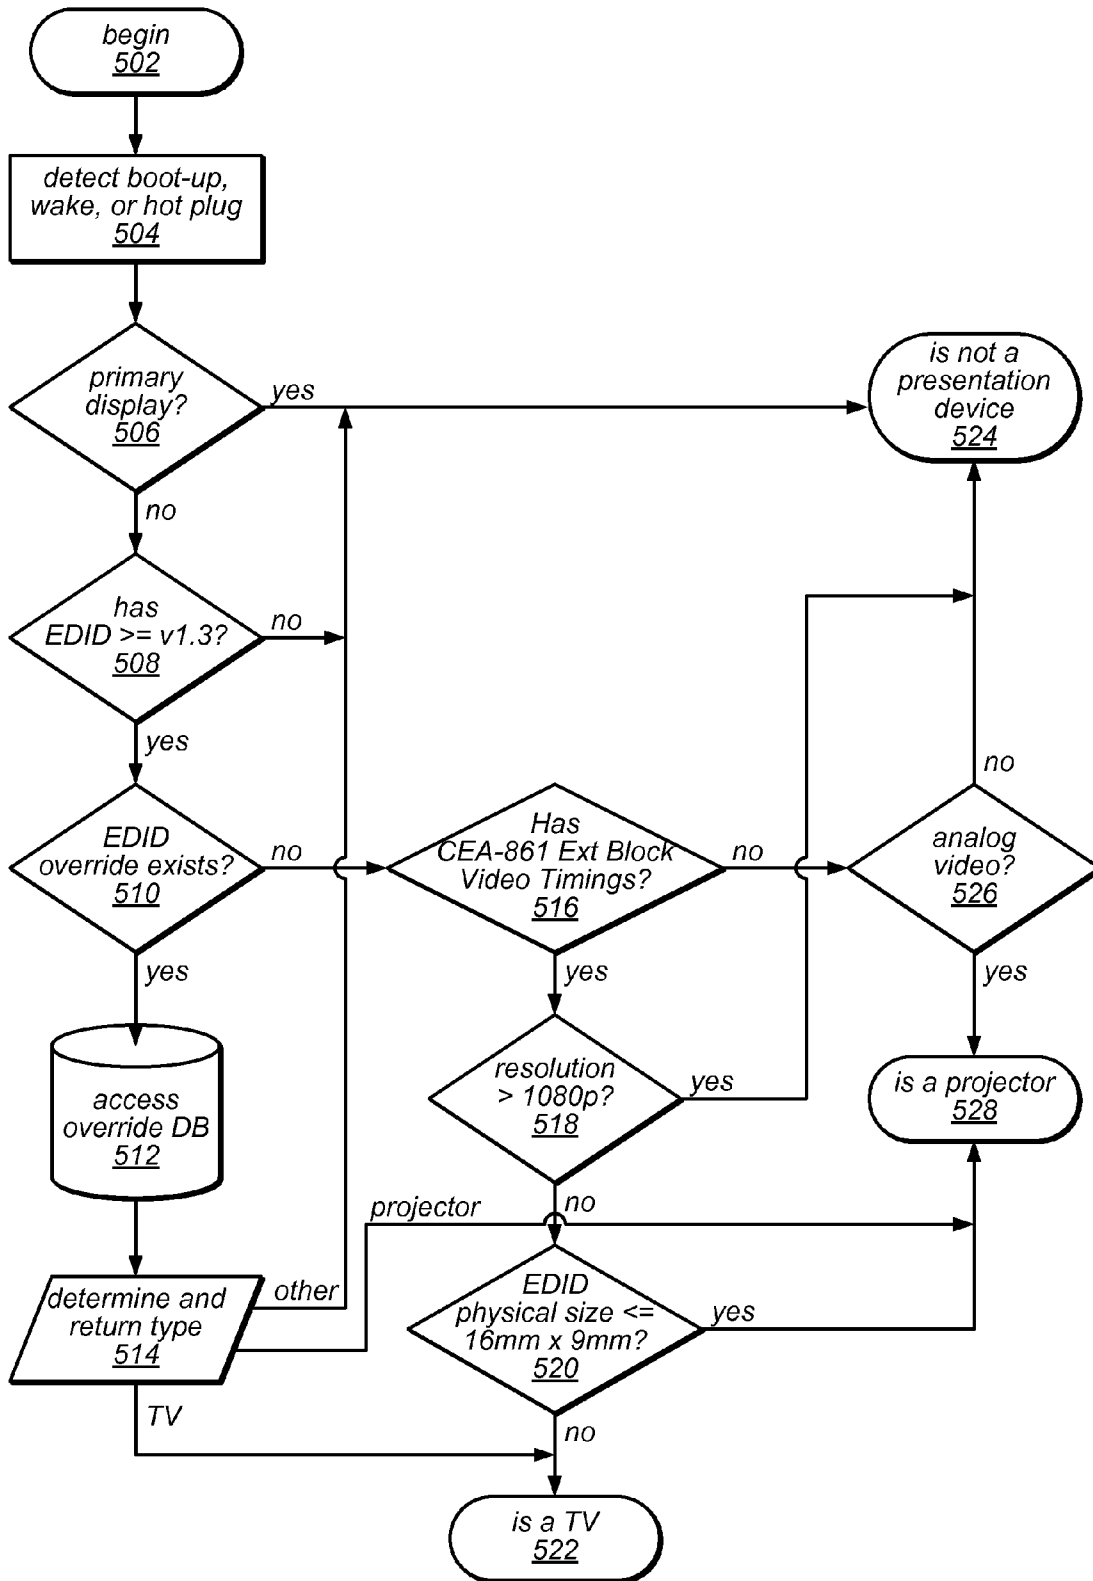 begin
502
detect boot-up,
wake, or hot plug
504
primary
display?
506
yes
no
is not a
presentation
device
524
has
EDID >= v1.3?
508
no
yes
EDID
override exists?
510
no
yes
Has
CEA-861 Ext Block
Video Timings?
516
no
yes
analog
video?
526
no
yes
access
override DB
512
resolution
> 1080p?
518
yes
no
is a projector
528
determine and
return type
514
other
projector
TV
EDID
physical size <=
16mm x 9mm?
520
yes
no
is a TV
522